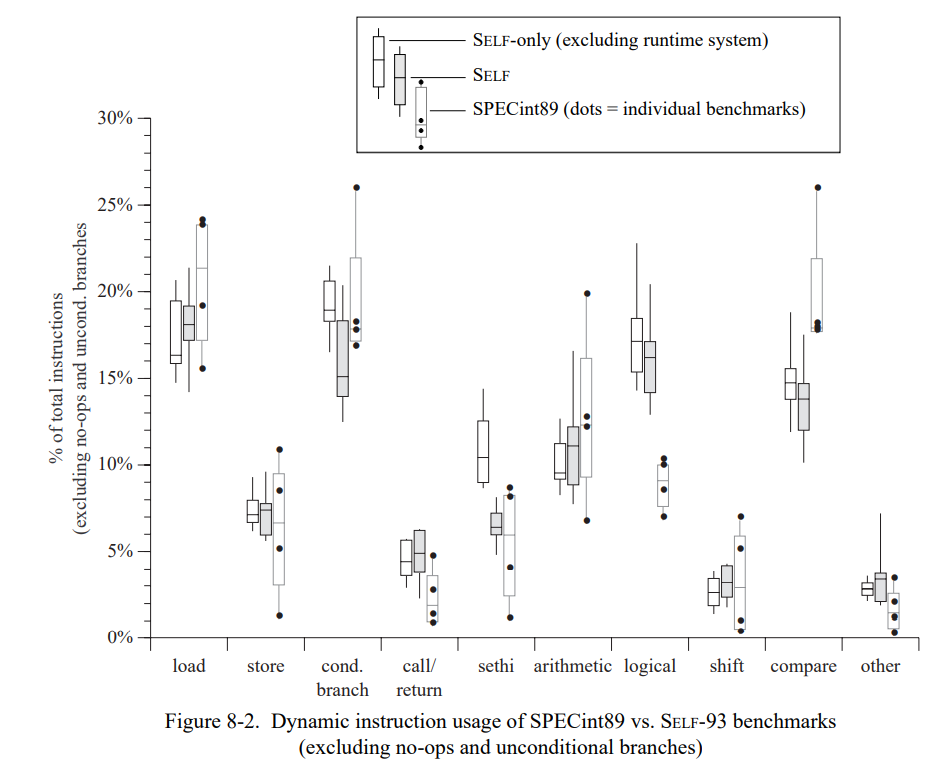 SELF-only (excluding runtime system)
SELF
SPECint89 (dots = individual benchmarks)
30%
25%
20%
15%
10%
5%
0%
% of total instructions
(excluding no-ops and uncond. branches
load
store
cond.
branch
call/
return
sethi
arithmetic
logical
shift
compare
other
Figure 8-2. Dynamic instruction usage of SPECint89 vs. SELF-93 benchmarks
(excluding no-ops and unconditional branches)